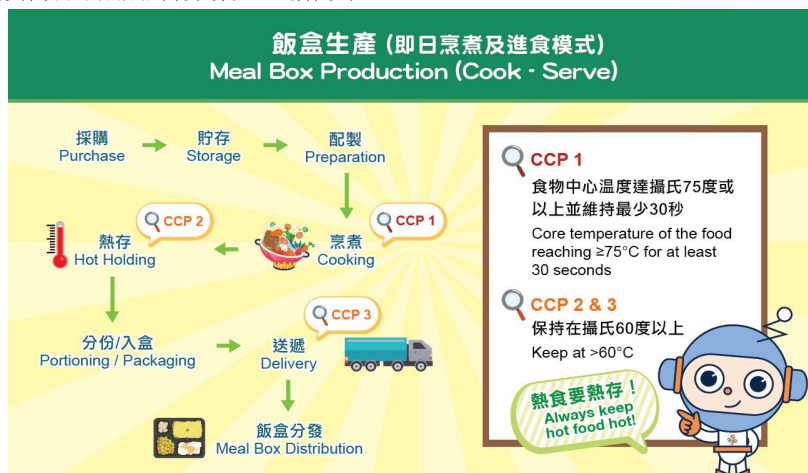 飯盒生產 (即日烹煮及進食模式)
Meal Box Production (Cook - Serve)
採購
Purchase
貯存
Storage
配製
Preparation
CCP 1
烹煮
Cooking
CCP 2
熱存
Hot Holding
分份/入盒
Portioning / Packaging
CCP 3
送遞
Delivery
飯盒分發
Meal Box Distribution
CCP 1
食物中心溫度達攝氏75度或
以上並維持最少30秒
Core temperature of the food
reaching ≥75°C for at least
30 seconds
CCP 2 & 3
保持在攝氏60度以上
Keep at >60°C
熱食要熱存！
Always keep
hot food hot!